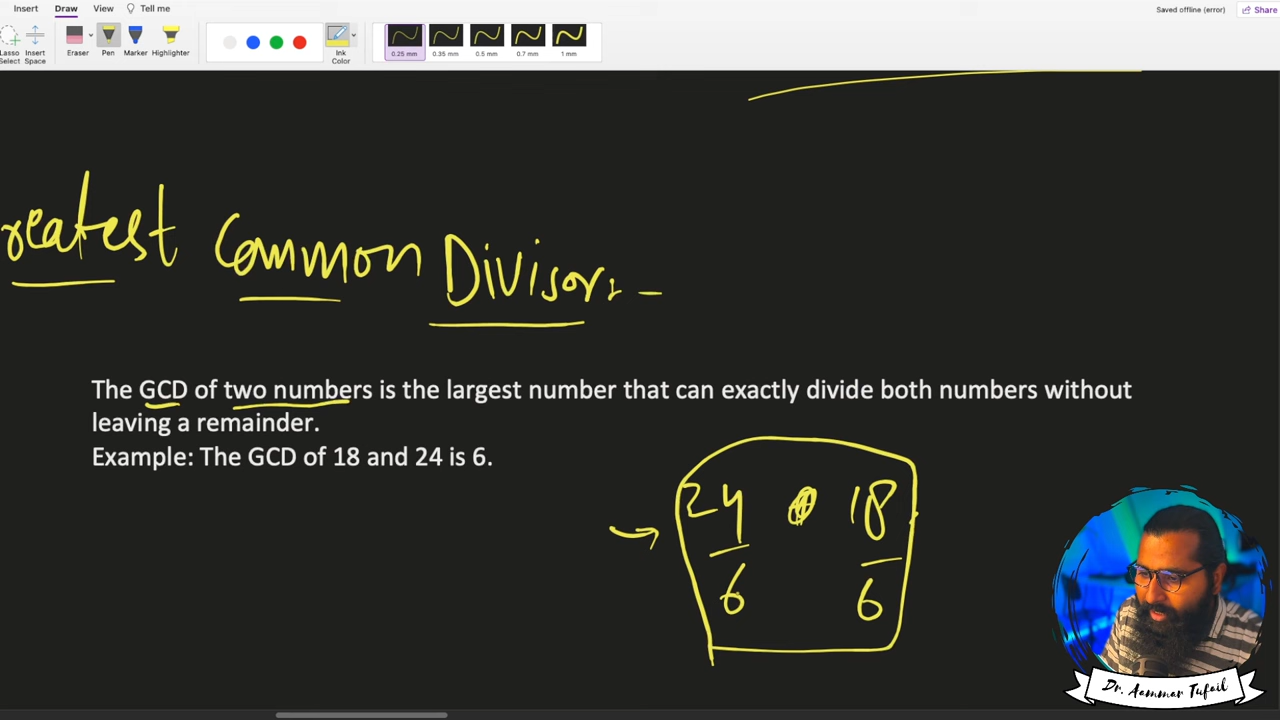 Insert Draw View Tell me
Saved offline (error) Share
Lasso Select
Insert Space
Eraser
Pen
Marker
Highlighter
Ink Color
0.25 mm
0.35 mm
0.5 mm
0.7 mm
1 mm
reatest Common Divisor: -
The GCD of two numbers is the largest number that can exactly divide both numbers without
leaving a remainder.
Example: The GCD of 18 and 24 is 6.
24 18
6 6
Dr. Aammar Tufail